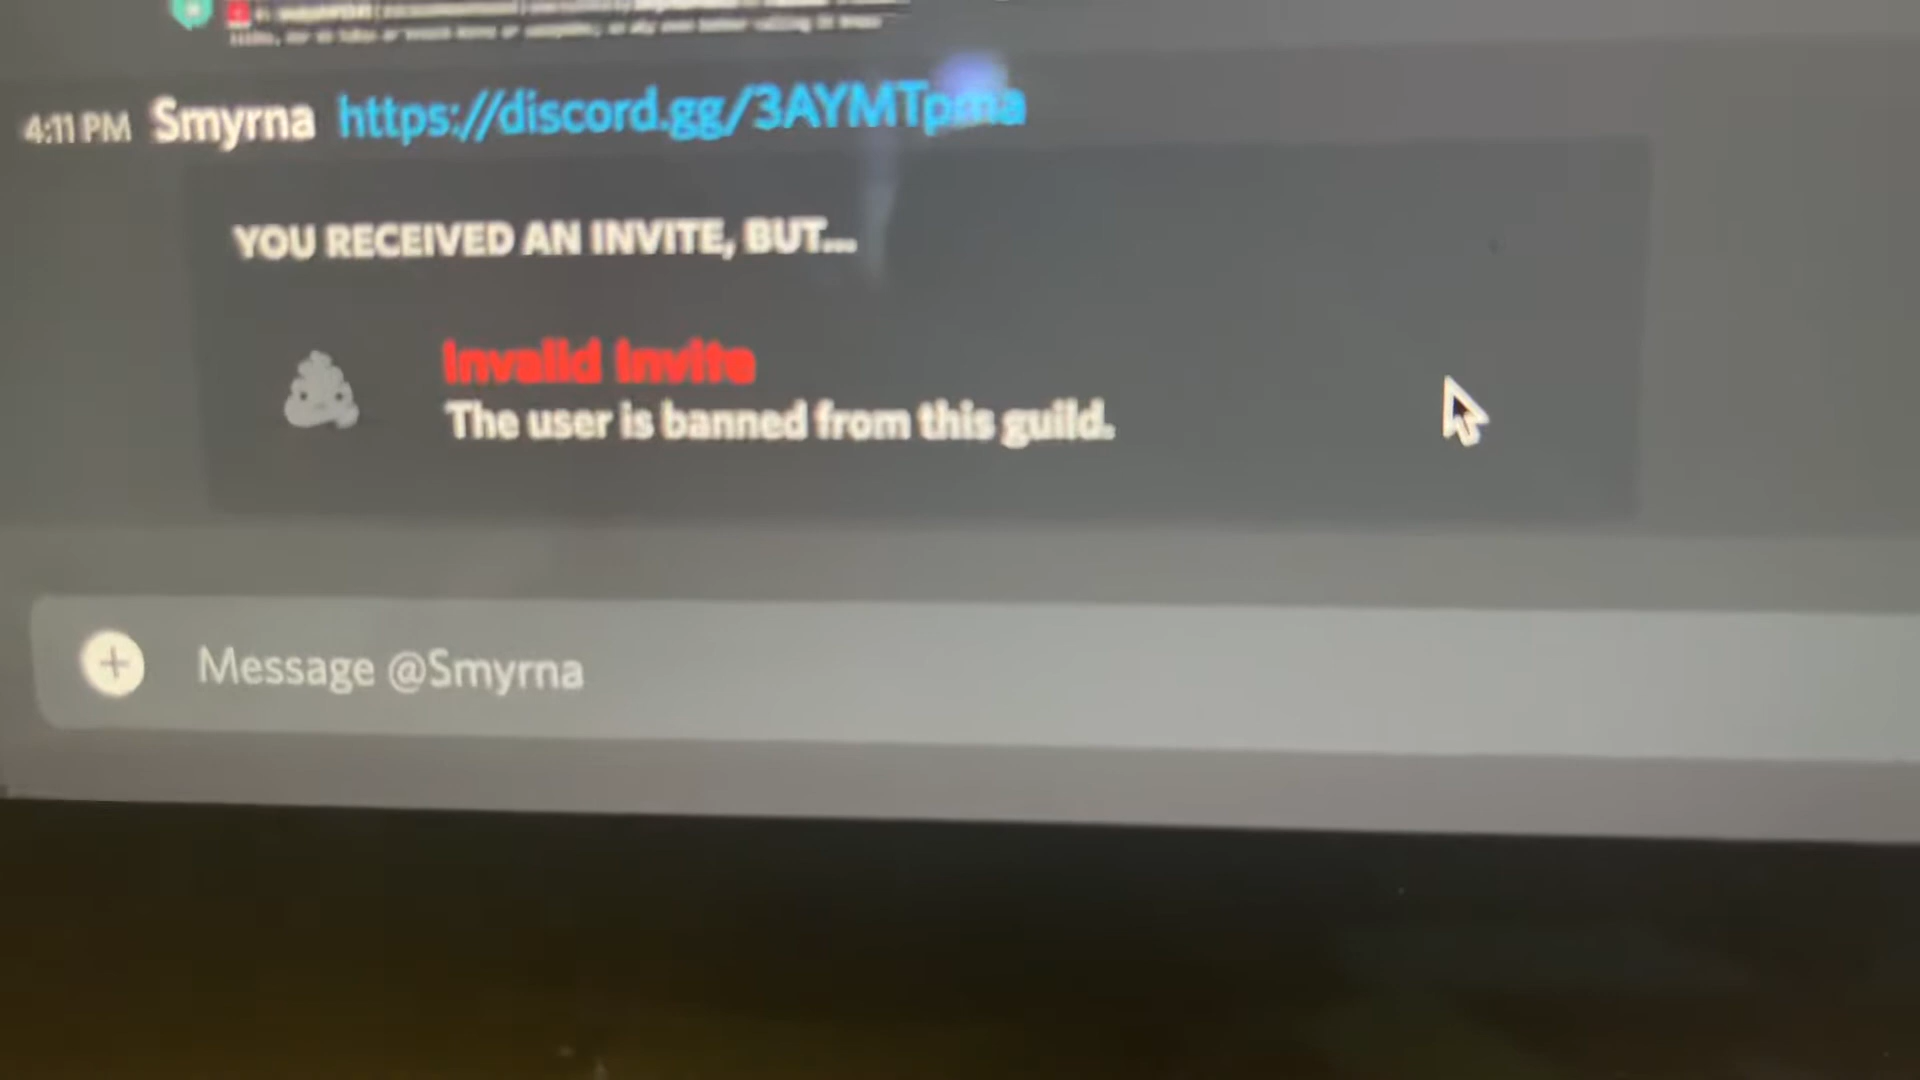 4:11 PM Smyrna https://discord.gg/3AYMTpma
YOU RECEIVED AN INVITE, BUT...
Invalid Invite
The user is banned from this guild.
Message @Smyrna